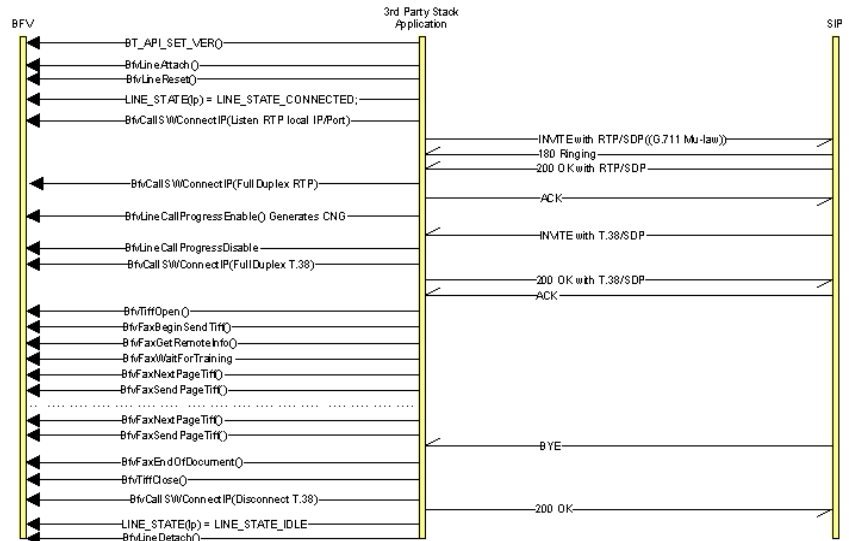 3rd Party Stack
Application
BFV
SIP
BT_API_SET_VER()
BfvLineAttach()
BfvLineReset()
LINE_STATE(lp) = LINE_STATE_CONNECTED;
BfvCallSWConnectIP(Listen RTP local IP/Port)
INVITE with RTP/SDP((G.711 Mu-law))
180 Ringing
200 OK with RTP/SDP
BfvCallSWConnectIP(Full Duplex RTP)
ACK
BfvLineCallProgressEnable() Generates CNG
INVITE with T.38/SDP
BfvLineCallProgressDisable
BfvCallSWConnectIP(Full Duplex T.38)
200 OK with T.38/SDP
ACK
BfvTiffOpen()
BfvFaxBeginSendTiff()
BfvFaxGetRemoteInfo()
BfvFaxWaitForTraining
BfvFaxNextPageTiff()
BfvFaxSendPageTiff()
BfvFaxNextPageTiff()
BfvFaxSendPageTiff()
BYE
BfvFaxEndOfDocument()
BfvTiffClose()
BfvCallSWConnectIP(Disconnect T.38)
200 OK
LINE_STATE(lp) = LINE_STATE_IDLE
BfvLineDetach()